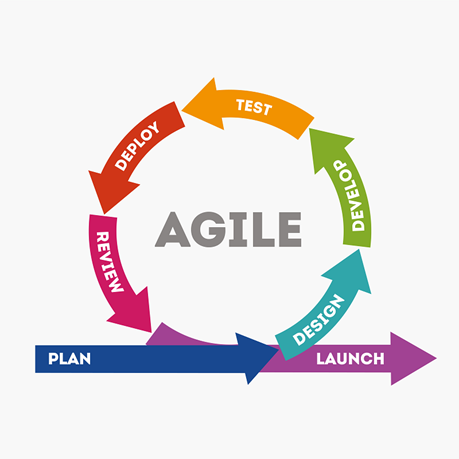 TEST
DEPLOY
DEVELOP
AGILE
REVIEW
DESIGN
PLAN
LAUNCH